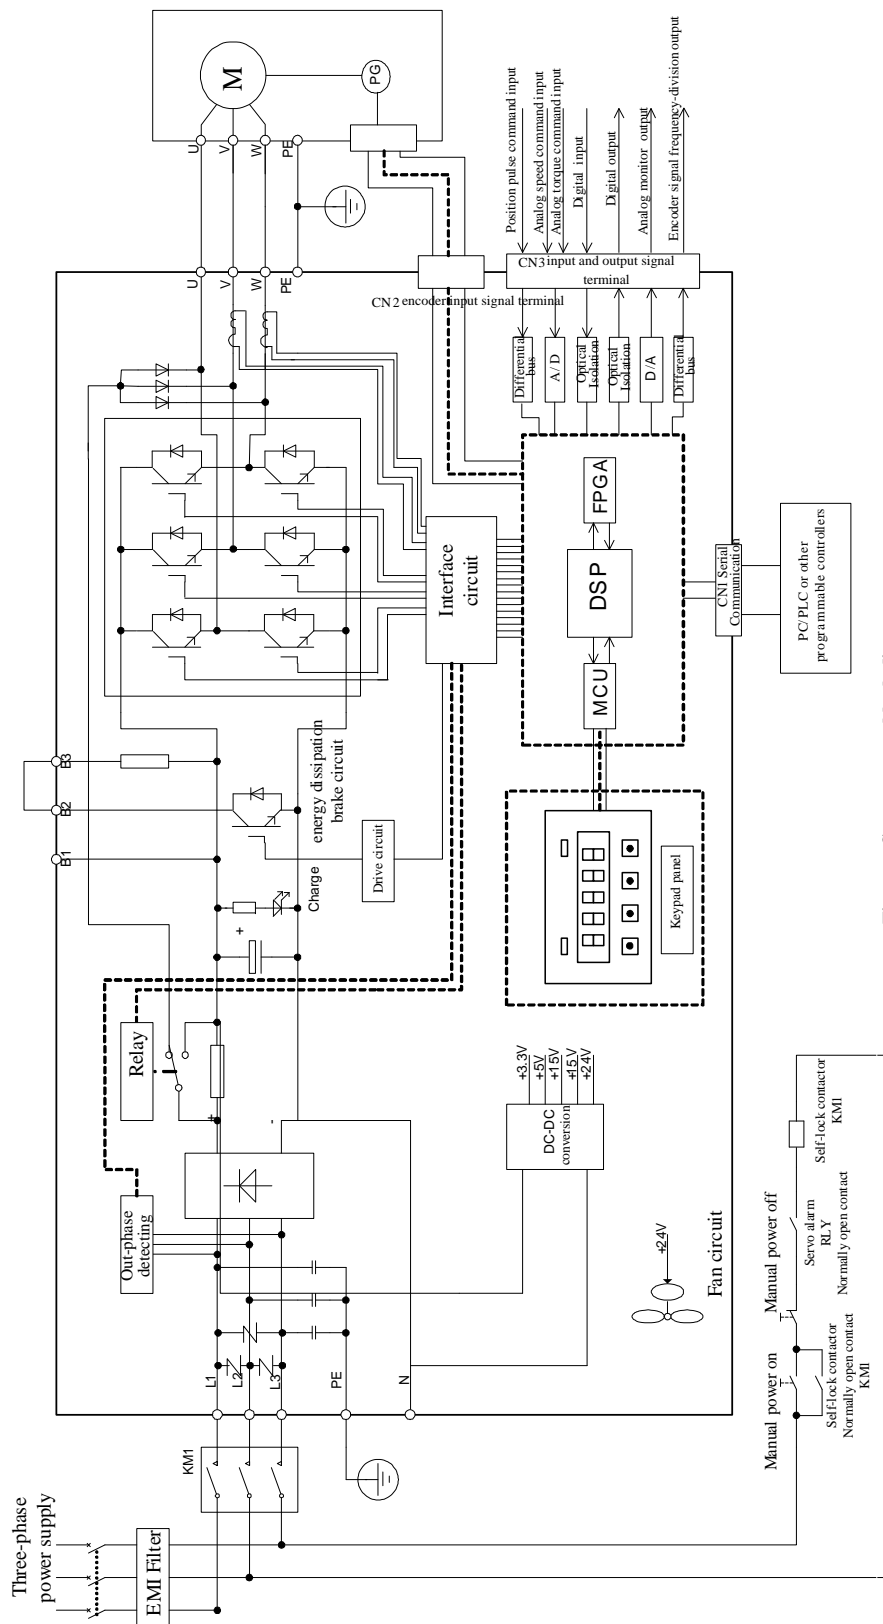 Three-phase
power supply
EMI Filter
KM1
L1
L2
L3
PE
N
Out-phase
detecting
Relay
+
-
+
Charge
B1
B2
B3
energy dissipation
brake circuit
Drive circuit
Interface
circuit
U
V
W
PE
U
V
W
PE
M
PG
CN2 encoder input signal terminal
CN3 input and output signal
terminal
Position pulse command input
Analog speed command input
Analog torque command input
Digital input
Digital output
Analog monitor output
Encoder signal frequency-division output
Differential
bus
A/D
Optical
Isolation
Optical
Isolation
D/A
Differential
bus
FPGA
DSP
MCU
CN1 Serial
Communication
PC/PLC or other
programmable controllers
Keypad panel
DC-DC
conversion
+3.3V
+5V
+15V
+15V
+24V
+24V
Fan circuit
Manual power on
Self-lock contactor
Normally open contact
KM1
Manual power off
Servo alarm
RLY
Normally open contact
Self-lock contactor
KM1